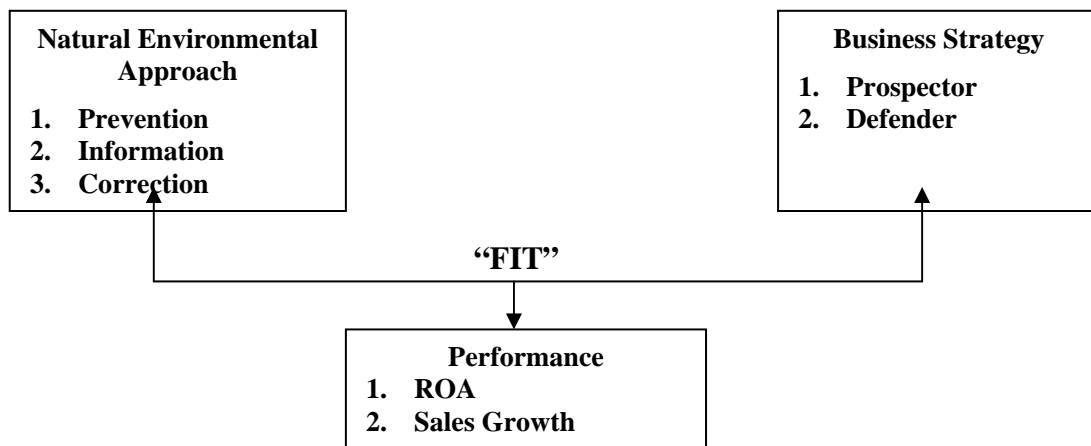 Natural Environmental
Approach
1. Prevention
2. Information
3. Correction
Business Strategy
1. Prospector
2. Defender
“FIT”
Performance
1. ROA
2. Sales Growth